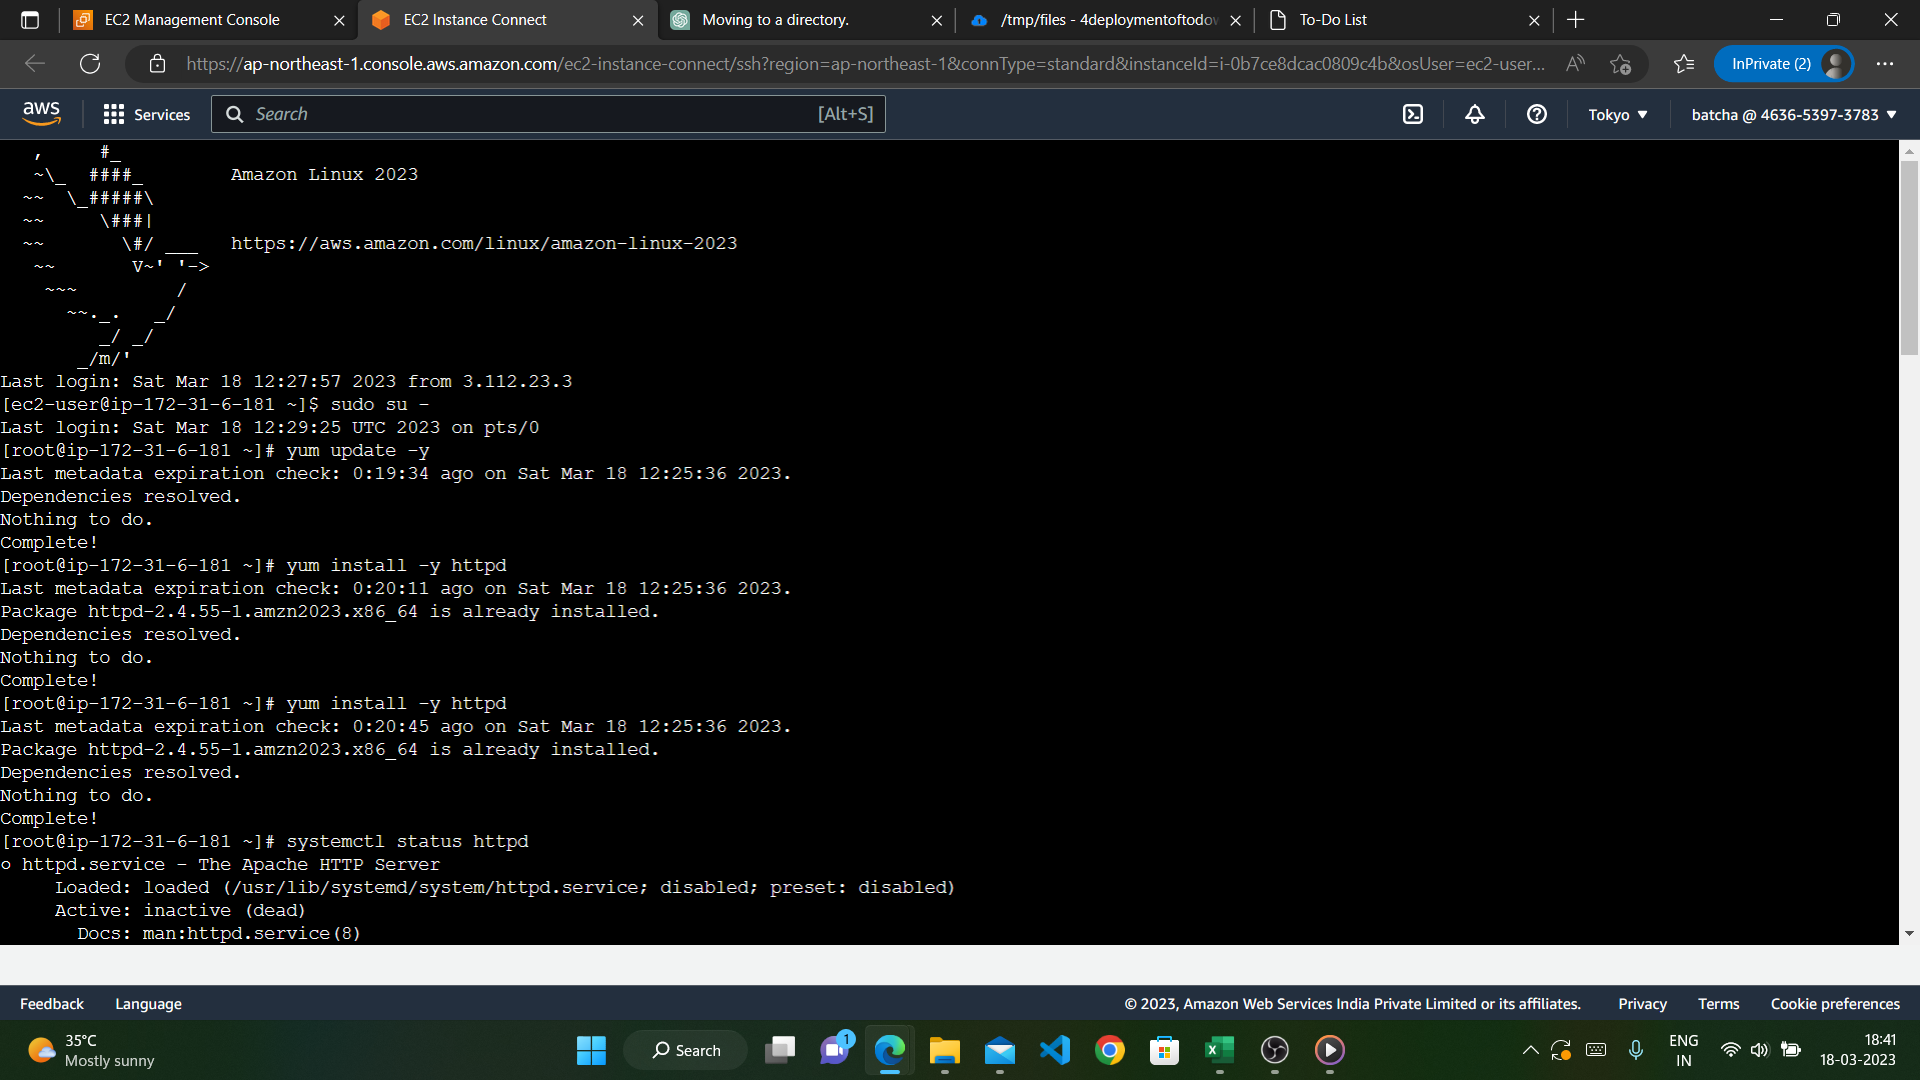 EC2 Management Console
EC2 Instance Connect
Moving to a directory.
/tmp/files - 4deploymentoftodov
To-Do List
https://ap-northeast-1.console.aws.amazon.com/ec2-instance-connect/ssh?region=ap-northeast-1&connType=standard&instanceId=i-0b7ce8dcac0809c4b&osUser=ec2-user...
InPrivate (2)
aws
Services
Search
[Alt+S]
Tokyo
batcha @ 4636-5397-3783
   ,     #_
   ~\_  ####_        Amazon Linux 2023
  ~~  \_#####\
  ~~     \###|
  ~~       \#/ ___   https://aws.amazon.com/linux/amazon-linux-2023
   ~~       V~' '->
    ~~~         /
      ~~._.   _/
         _/ _/
       _/m/'
Last login: Sat Mar 18 12:27:57 2023 from 3.112.23.3
[ec2-user@ip-172-31-6-181 ~]$ sudo su -
Last login: Sat Mar 18 12:29:25 UTC 2023 on pts/0
[root@ip-172-31-6-181 ~]# yum update -y
Last metadata expiration check: 0:19:34 ago on Sat Mar 18 12:25:36 2023.
Dependencies resolved.
Nothing to do.
Complete!
[root@ip-172-31-6-181 ~]# yum install -y httpd
Last metadata expiration check: 0:20:11 ago on Sat Mar 18 12:25:36 2023.
Package httpd-2.4.55-1.amzn2023.x86_64 is already installed.
Dependencies resolved.
Nothing to do.
Complete!
[root@ip-172-31-6-181 ~]# yum install -y httpd
Last metadata expiration check: 0:20:45 ago on Sat Mar 18 12:25:36 2023.
Package httpd-2.4.55-1.amzn2023.x86_64 is already installed.
Dependencies resolved.
Nothing to do.
Complete!
[root@ip-172-31-6-181 ~]# systemctl status httpd
○ httpd.service - The Apache HTTP Server
     Loaded: loaded (/usr/lib/systemd/system/httpd.service; disabled; preset: disabled)
     Active: inactive (dead)
       Docs: man:httpd.service(8)
Feedback
Language
© 2023, Amazon Web Services India Private Limited or its affiliates.
Privacy
Terms
Cookie preferences
35°C
Mostly sunny
Search
1
ENG
IN
18:41
18-03-2023